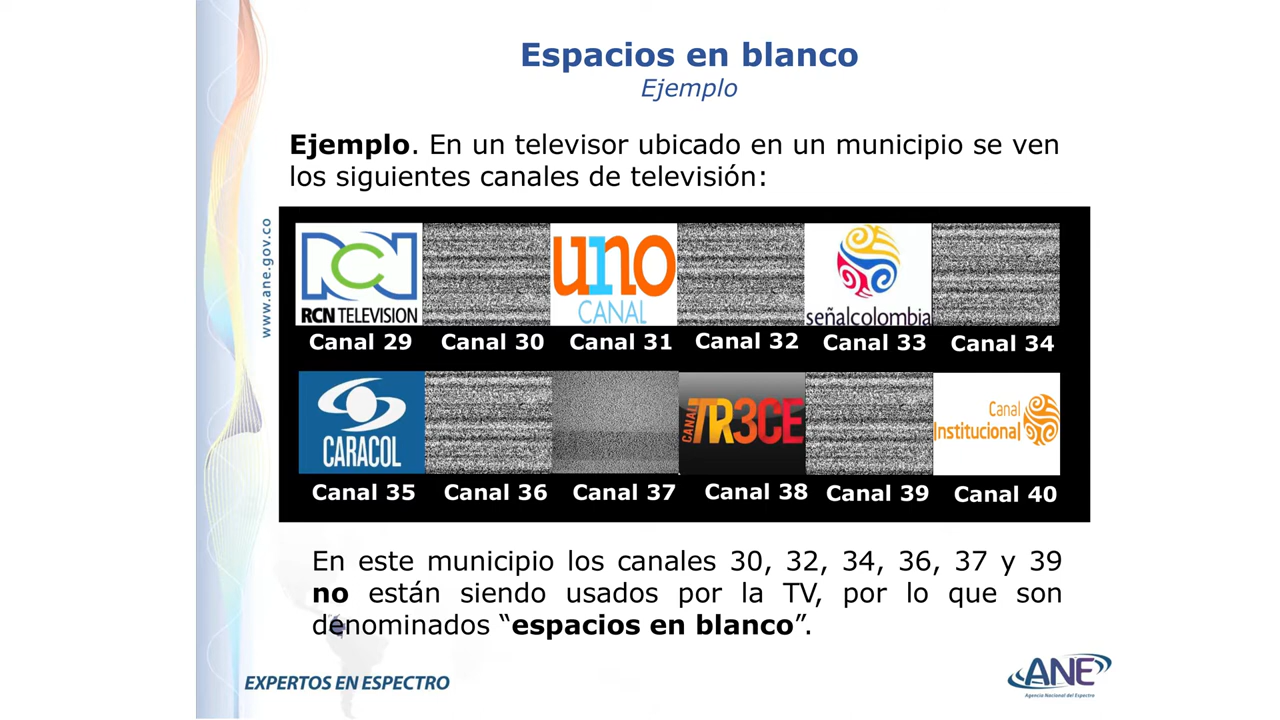 Espacios en blanco
Ejemplo
Ejemplo. En un televisor ubicado en un municipio se ven
los siguientes canales de televisión:
www.ane.gov.co
RCN TELEVISION
uno
CANAL
señalcolombia
Canal 29 Canal 30 Canal 31 Canal 32 Canal 33 Canal 34
CARACOL
CANAL TR3CE
Canal
Institucional
Canal 35 Canal 36 Canal 37 Canal 38 Canal 39 Canal 40
En este municipio los canales 30, 32, 34, 36, 37 y 39
no están siendo usados por la TV, por lo que son
denominados “espacios en blanco”.
EXPERTOS EN ESPECTRO
ANE
Agencia Nacional del Espectro